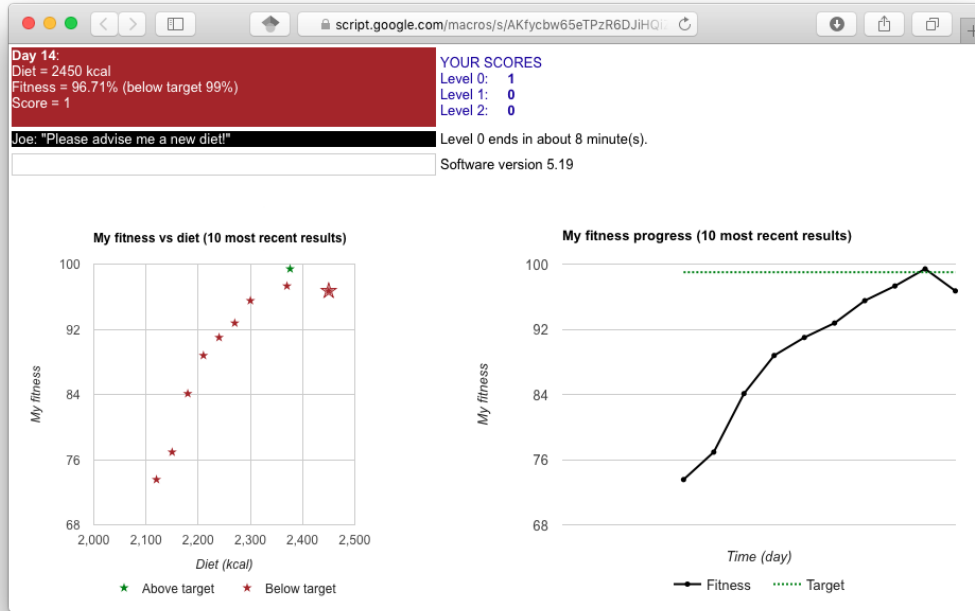 script.google.com/macros/s/AKfycbw65eTPzR6DJiHQi
Day 14:
Diet = 2450 kcal
Fitness = 96.71% (below target 99%)
Score = 1
Joe: "Please advise me a new diet!"
YOUR SCORES
Level 0: 1
Level 1: 0
Level 2: 0
Level 0 ends in about 8 minute(s).
Software version 5.19
My fitness vs diet (10 most recent results)
100
92
84
76
68
My fitness
2,000 2,100 2,200 2,300 2,400 2,500
Diet (kcal)
Above target Below target
My fitness progress (10 most recent results)
100
92
84
76
68
My fitness
Time (day)
Fitness Target